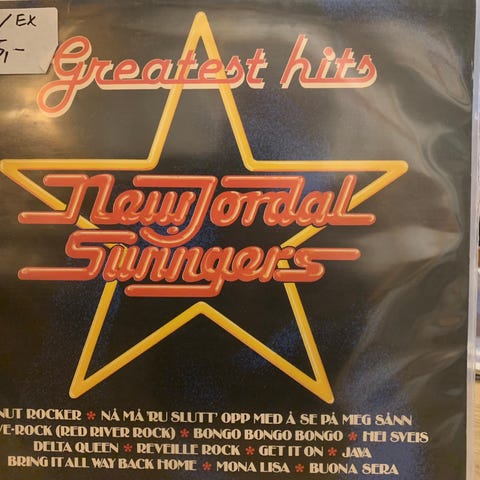 /EX
,-
Greatest hits
New Jordal
Swingers
NUT ROCKER * NÅ MÅ 'RU SLUTT' OPP MED Å SE PÅ MEG SÅNN
VE-ROCK (RED RIVER ROCK) * BONGO BONGO BONGO * HEI SVEIS
DELTA QUEEN * REVEILLE ROCK * GET IT ON * JAVA
BRING IT ALL WAY BACK HOME * MONA LISA * BUONA SERA